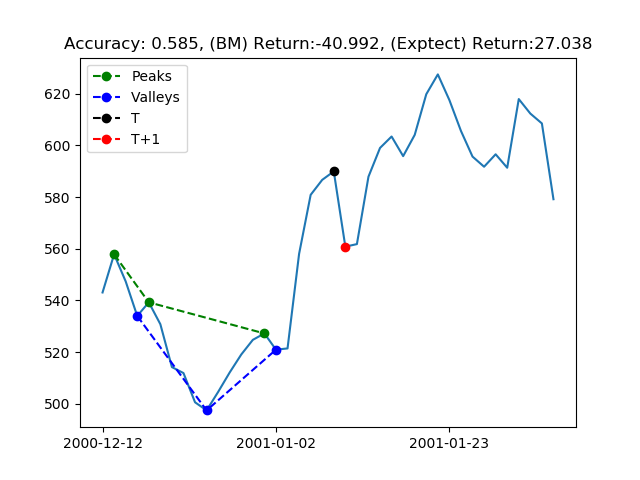 Accuracy: 0.585, (BM) Return:-40.992, (Exptect) Return:27.038
Peaks
Valleys
T
T+1
620
600
580
560
540
520
500
2000-12-12
2001-01-02
2001-01-23